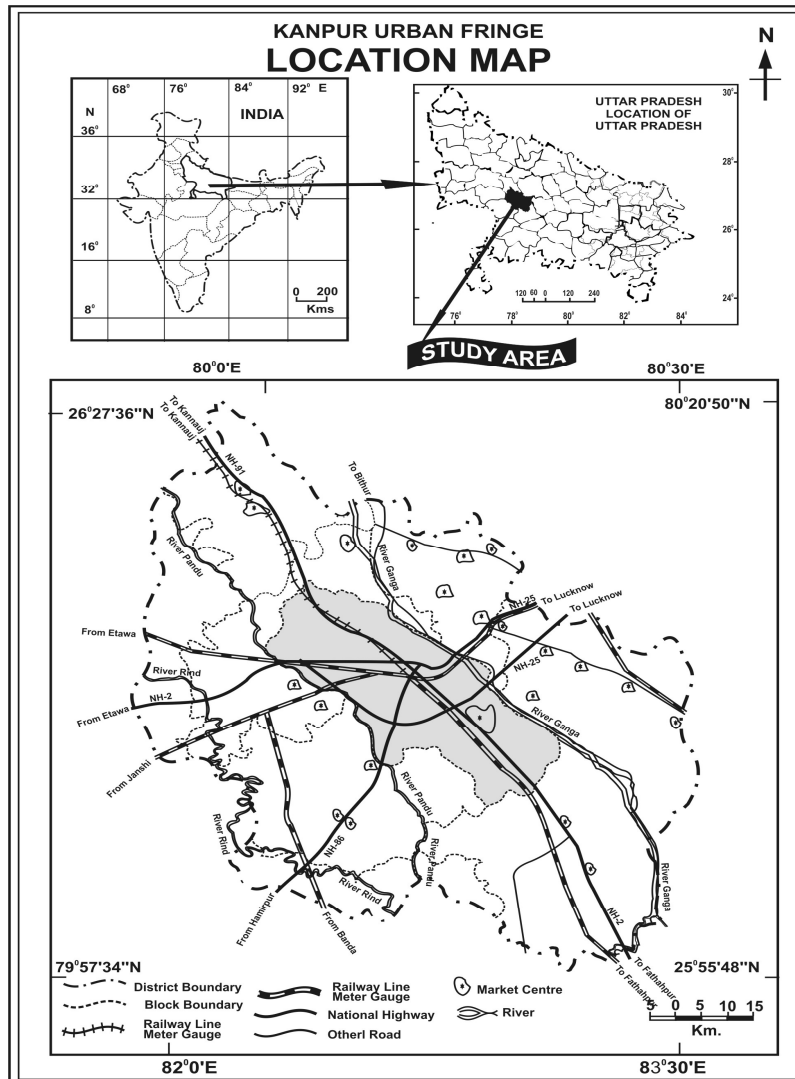 KANPUR URBAN FRINGE
LOCATION MAP
N
68° 76° 84° 92° E
N
INDIA
36°
32°
16°
8°
0 200
Kms
UTTAR PRADESH
LOCATION OF
UTTAR PRADESH
30°
28°
26°
24°
120 60 0 120 240
76° 78° 80° 82° 84°
STUDY AREA
80°0'E
80°30'E
26°27'36"N
80°20'50"N
To Kannauj
To Kannauj
NH-91
To Bithur
River Pandu
River Ganga
NH-25
To Lucknow
To Lucknow
From Etawa
NH-25
River Rind
NH-2
From Etawa
River Ganga
From Janshi
River Pandu
River Rind
NH-86
River Pandu
River Ganga
River Rind
NH-2
From Hamirpur
From Banda
To Fathahpur
To Fathahpur
79°57'34"N
25°55'48"N
District Boundary
Block Boundary
Railway Line
Meter Gauge
Railway Line
Meter Gauge
National Highway
Otherl Road
Market Centre
River
5 0 5 10 15
Km.
82°0'E
83°30'E